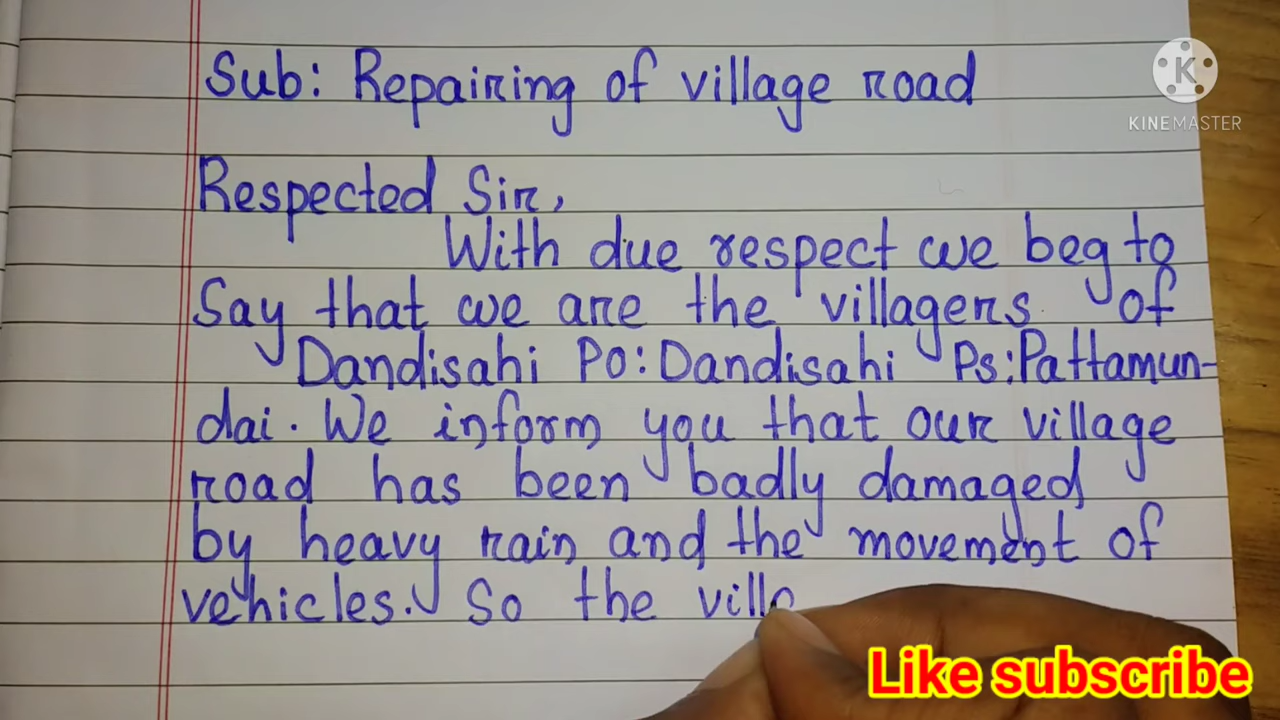 Sub: Repairing of village road
K
KINEMASTER
Respected Sir,
With due respect we beg to
Say that we are the villagers of
Dandisahi Po: Dandisahi Ps: Pattamun-
dai. We inform you that our village
road has been badly damaged
by heavy rain and the movement of
vehicles. So the villa
Like subscribe